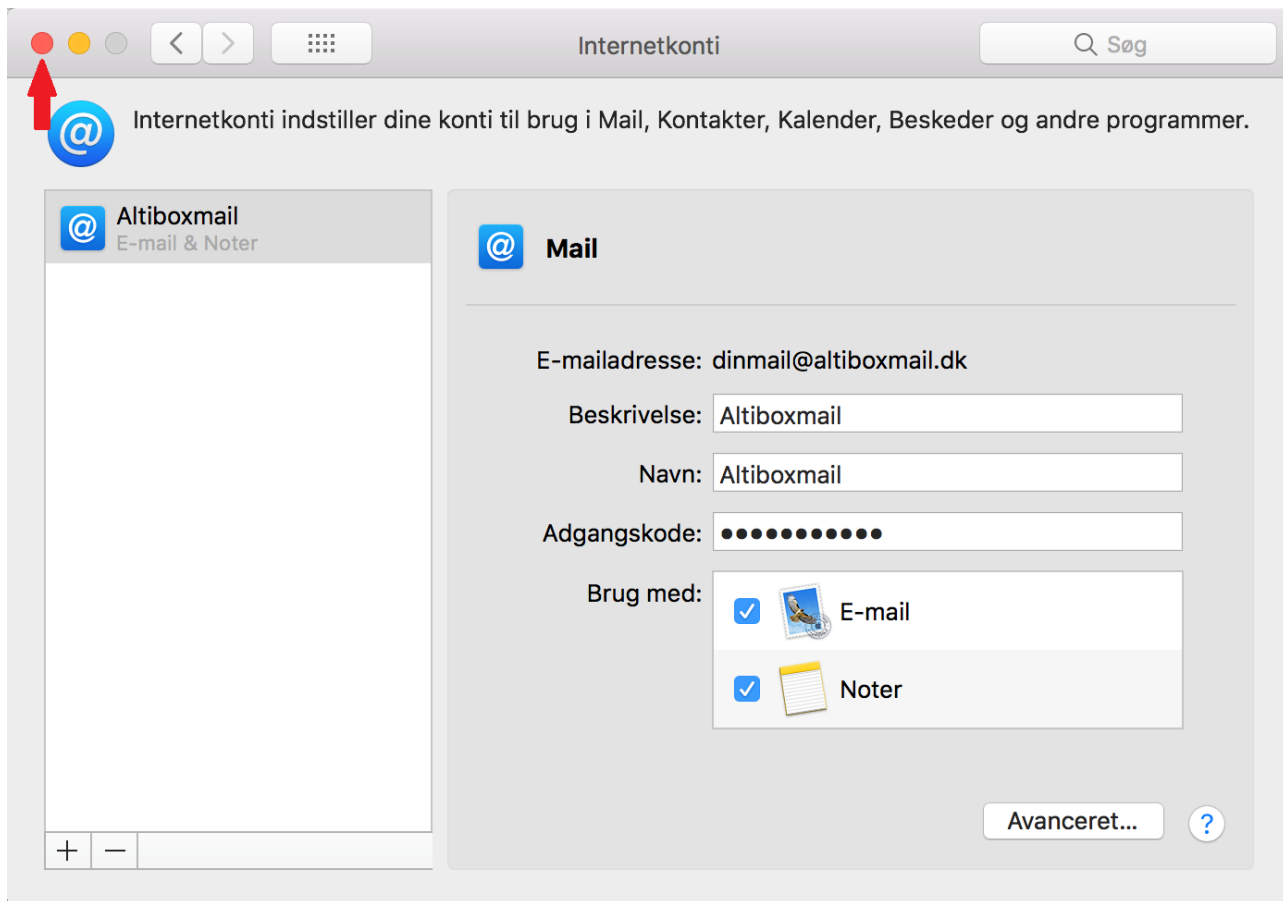 Internetkonti
Søg
Internetkonti indstiller dine konti til brug i Mail, Kontakter, Kalender, Beskeder og andre programmer.
Altiboxmail
E-mail & Noter
Mail
E-mailadresse: dinmail@altiboxmail.dk
Beskrivelse: Altiboxmail
Navn: Altiboxmail
Adgangskode: ●●●●●●●●●●●
Brug med:
E-mail
Noter
Avanceret...
?